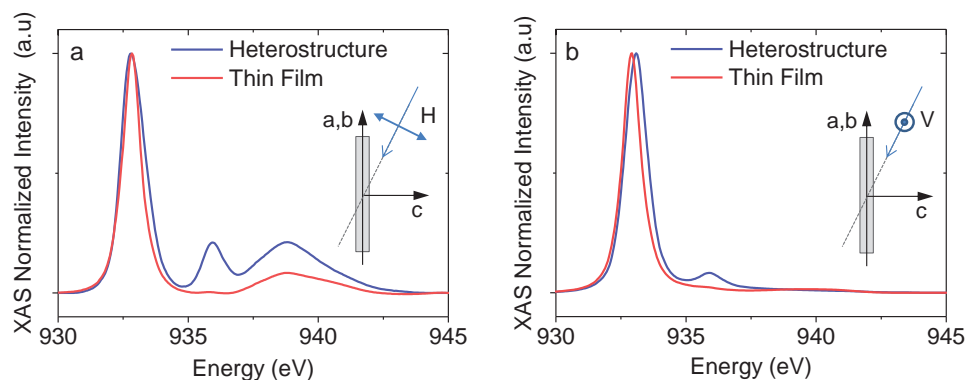 XAS Normalized Intensity (a.u)
a
Heterostructure
Thin Film
a,b
H
c
930
935
940
945
Energy (eV)
XAS Normalized Intensity (a.u
b
Heterostructure
Thin Film
a,b
V
c
930
935
940
945
Energy (eV)